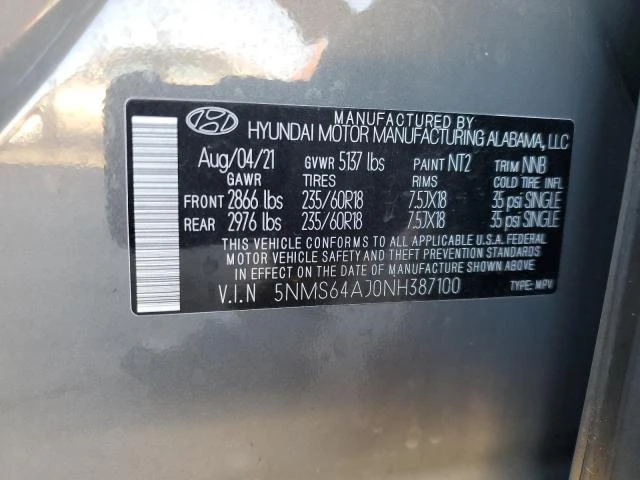 MANUFACTURED BY
HYUNDAI MOTOR MANUFACTURING ALABAMA, LLC
Aug/04/21 GVWR 5137 lbs PAINT NT2 TRIM NNB
GAWR TIRES RIMS COLD TIRE INFL
FRONT 2866 lbs 235/60R18 7.5JX18 35 psi SINGLE
REAR 2976 lbs 235/60R18 7.5JX18 35 psi SINGLE
THIS VEHICLE CONFORMS TO ALL APPLICABLE U.S.A. FEDERAL
MOTOR VEHICLE SAFETY AND THEFT PREVENTION STANDARDS
IN EFFECT ON THE DATE OF MANUFACTURE SHOWN ABOVE.
V.I.N 5NMS64AJ0NH387100 TYPE: MPV